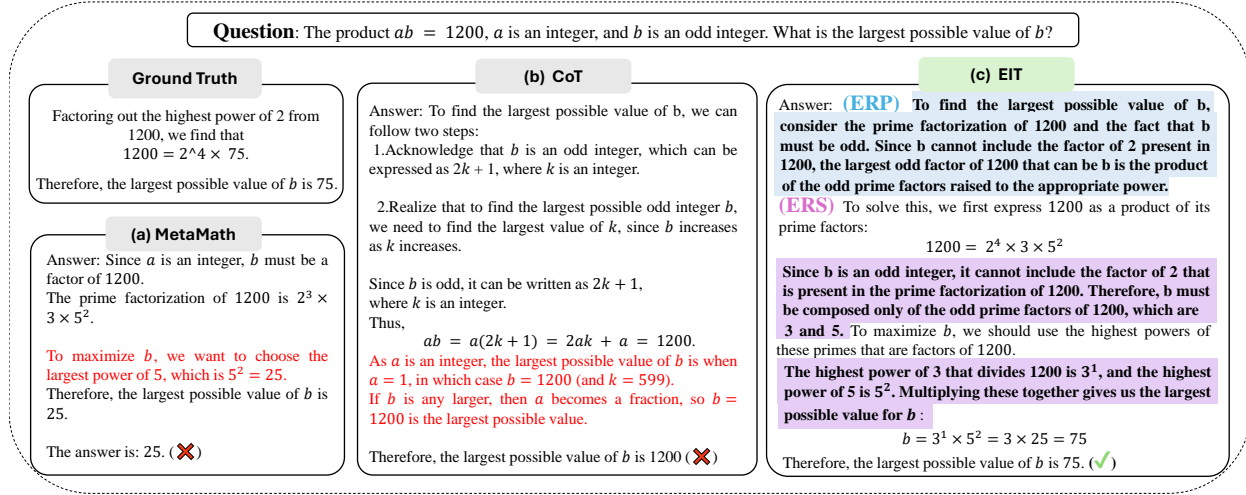 Question: The product ab = 1200, a is an integer, and b is an odd integer. What is the largest possible value of b?
Ground Truth
Factoring out the highest power of 2 from
1200, we find that
1200 = 2^4 × 75.
Therefore, the largest possible value of b is 75.
(a) MetaMath
Answer: Since a is an integer, b must be a
factor of 1200.
The prime factorization of 1200 is 2³ ×
3 × 5².
To maximize b, we want to choose the
largest power of 5, which is 5² = 25.
Therefore, the largest possible value of b is
25.
The answer is: 25. (❌)
(b) CoT
Answer: To find the largest possible value of b, we can
follow two steps:
1.Acknowledge that b is an odd integer, which can be
expressed as 2k + 1, where k is an integer.
2.Realize that to find the largest possible odd integer b,
we need to find the largest value of k, since b increases
as k increases.
Since b is odd, it can be written as 2k + 1,
where k is an integer.
Thus,
ab = a(2k + 1) = 2ak + a = 1200.
As a is an integer, the largest possible value of b is when
a = 1, in which case b = 1200 (and k = 599).
If b is any larger, then a becomes a fraction, so b =
1200 is the largest possible value.
Therefore, the largest possible value of b is 1200 (❌)
(c) EIT
Answer: (ERP) To find the largest possible value of b,
consider the prime factorization of 1200 and the fact that b
must be odd. Since b cannot include the factor of 2 present in
1200, the largest odd factor of 1200 that can be b is the product
of the odd prime factors raised to the appropriate power.
(ERS) To solve this, we first express 1200 as a product of its
prime factors:
1200 = 2⁴ × 3 × 5²
Since b is an odd integer, it cannot include the factor of 2 that
is present in the prime factorization of 1200. Therefore, b must
be composed only of the odd prime factors of 1200, which are
3 and 5. To maximize b, we should use the highest powers of
these primes that are factors of 1200.
The highest power of 3 that divides 1200 is 3¹, and the highest
power of 5 is 5². Multiplying these together gives us the largest
possible value for b :
b = 3¹ × 5² = 3 × 25 = 75
Therefore, the largest possible value of b is 75. (✓)